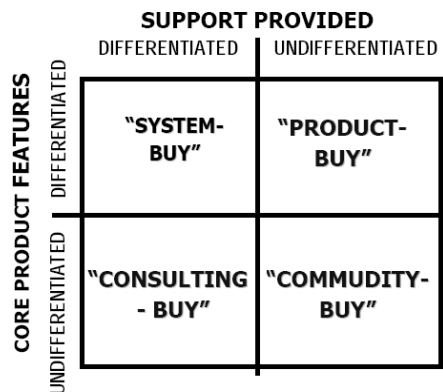 SUPPORT PROVIDED
DIFFERENTIATED
UNDIFFERENTIATED
CORE PRODUCT FEATURES
DIFFERENTIATED
“SYSTEM-
BUY”
“PRODUCT-
BUY”
UNDIFFERENTIATED
“CONSULTING
- BUY”
“COMMUDITY-
BUY”